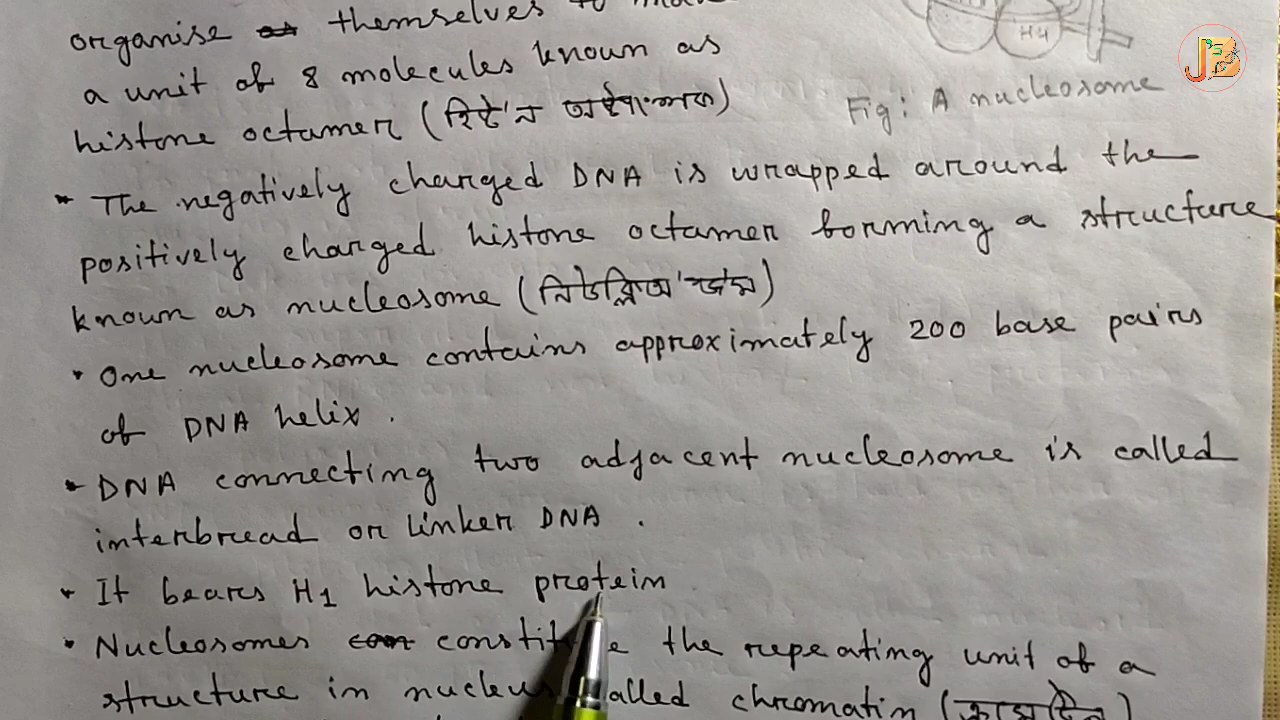 organise themselves to
a unit of 8 molecules known as
histone octamer (হিষ্ট'ন অষ্টোমাৰ)
H4
Fig: A nucleosome
* The negatively charged DNA is wrapped around the
positively charged histone octamer forming a structure
known as nucleosome (নিউক্লিঅ'জম)
• One nucleosome contains approximately 200 base pairs
of DNA helix.
• DNA connecting two adjacent nucleosome is called
interbread or linker DNA.
• It bears H1 histone protein
• Nucleosomes constitute the repeating unit of a
structure in nucleus called chromatin (ক্ৰোমেটিন)